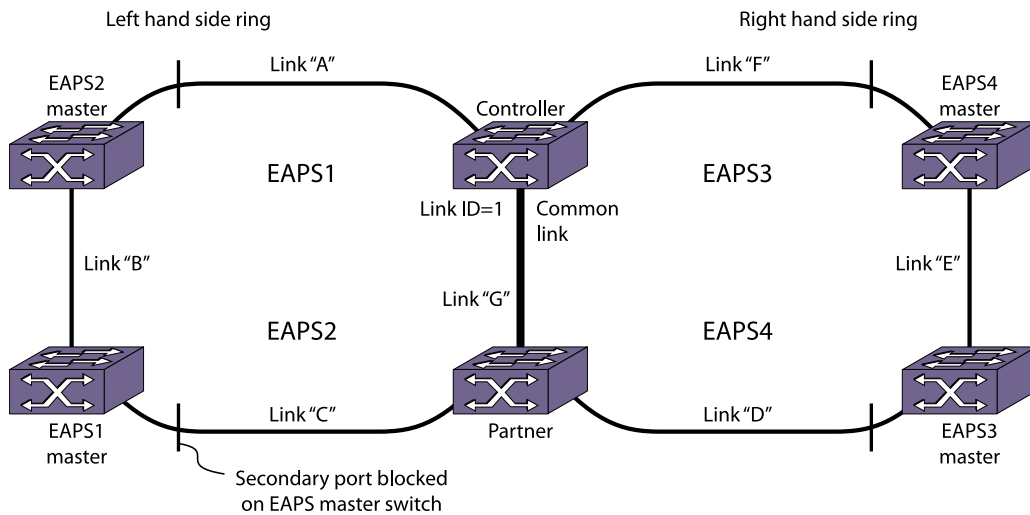 Left hand side ring
Right hand side ring
Link “A”
Link “F”
EAPS2
master
Controller
EAPS4
master
EAPS1
EAPS3
Link ID=1
Common
link
Link “B”
Link “E”
Link “G”
EAPS2
EAPS4
Link “C”
Link “D”
EAPS1
master
Partner
EAPS3
master
Secondary port blocked
on EAPS master switch